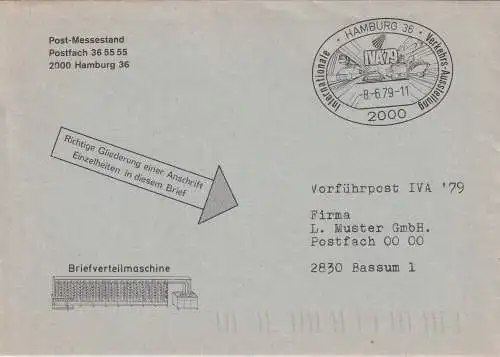 Post-Messestand
Postfach 36 55 55
2000 Hamburg 36
HAMBURG 36
Internationale Verkehrs-Ausstellung
IVA79
-8.-6.79-11
2000
Richtige Gliederung einer Anschrift
Einzelheiten in diesem Brief
Vorführpost IVA '79
Firma
L. Muster GmbH.
Postfach 00 00
2830 Bassum 1
Briefverteilmaschine